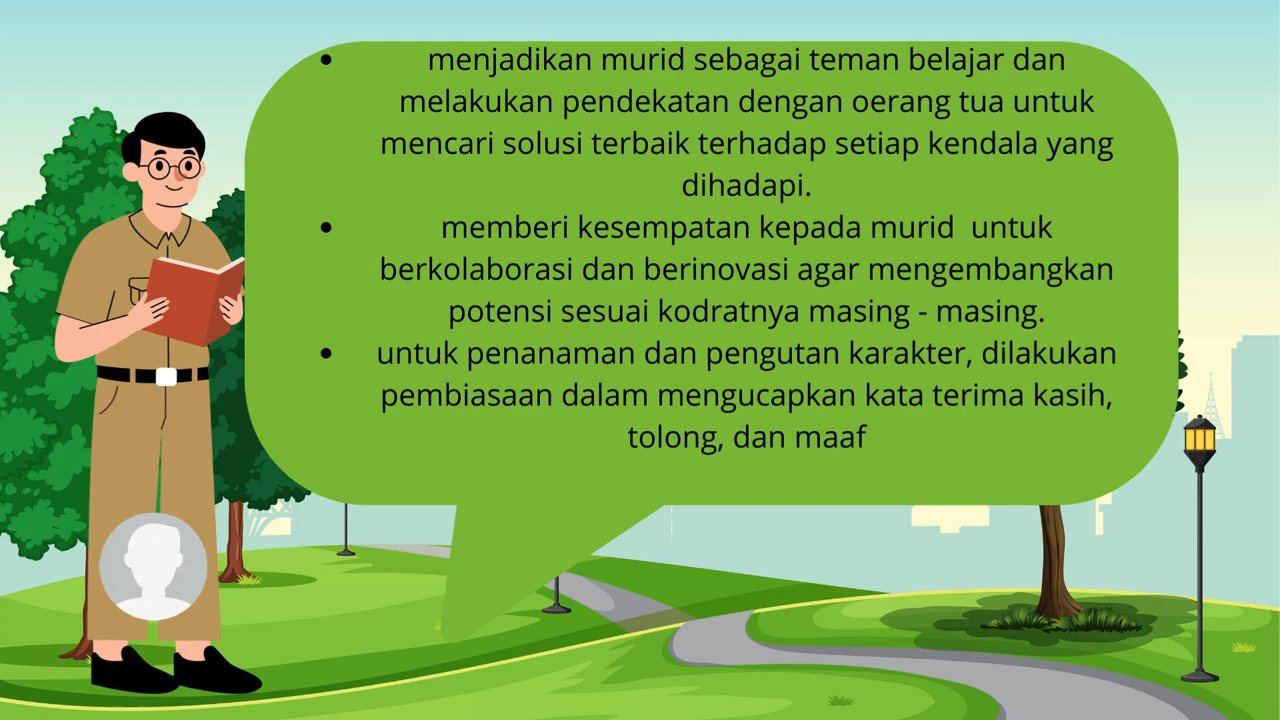 • menjadikan murid sebagai teman belajar dan
melakukan pendekatan dengan oerang tua untuk
mencari solusi terbaik terhadap setiap kendala yang
dihadapi.
• memberi kesempatan kepada murid  untuk
berkolaborasi dan berinovasi agar mengembangkan
potensi sesuai kodratnya masing - masing.
• untuk penanaman dan pengutan karakter, dilakukan
pembiasaan dalam mengucapkan kata terima kasih,
tolong, dan maaf